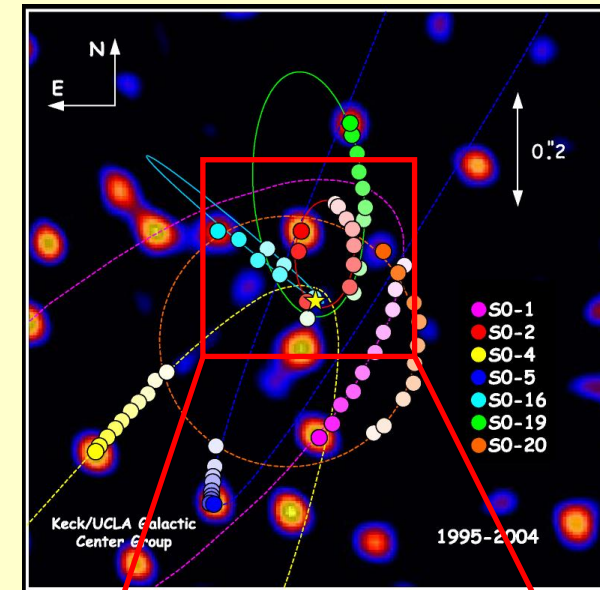 N
E
0."2
S0-1
S0-2
S0-4
S0-5
S0-16
S0-19
S0-20
Keck/UCLA Galactic
Center Group
1995-2004